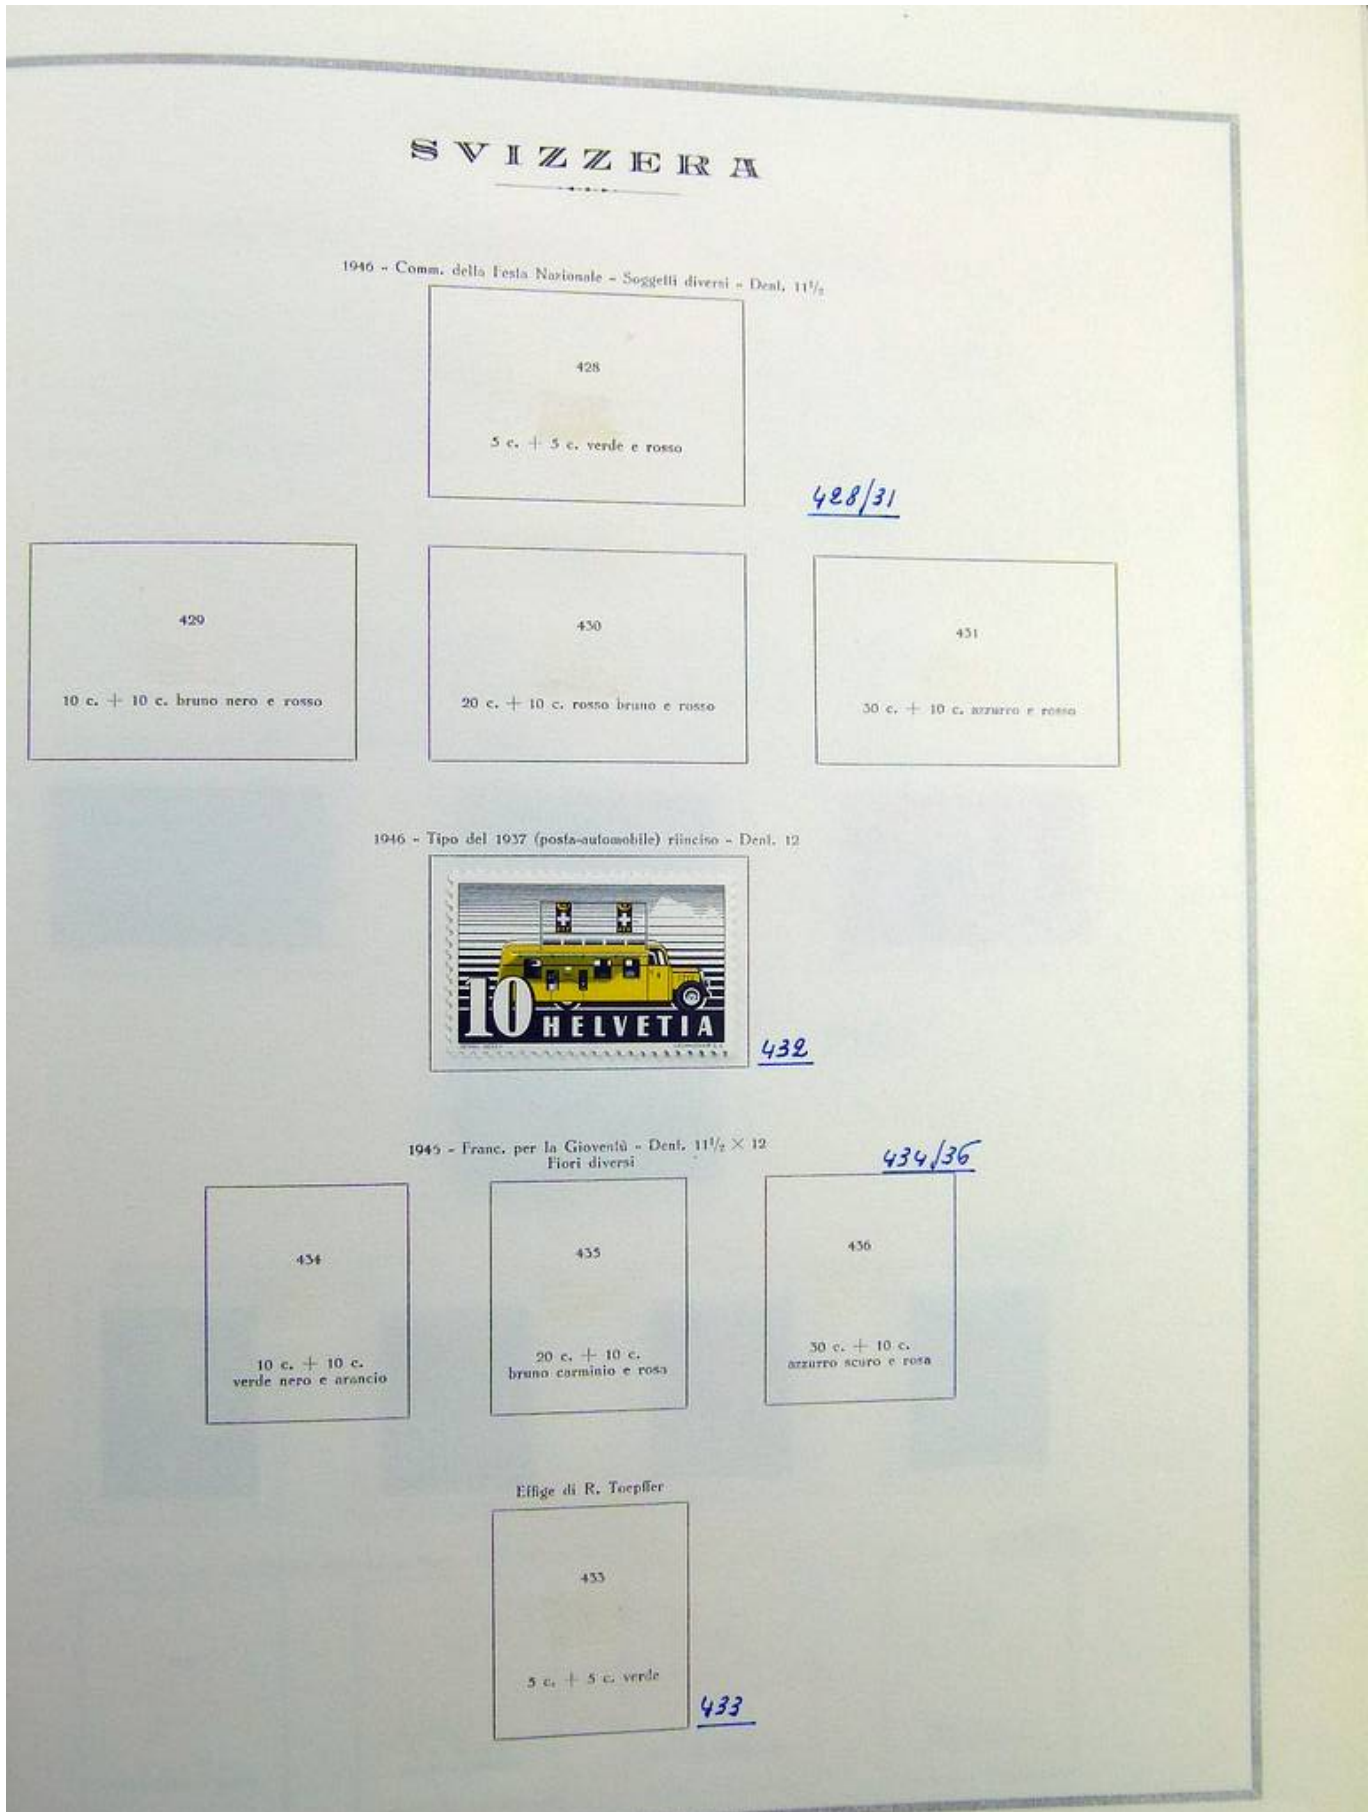 SVIZZERA
1946 - Comm. della Festa Nazionale - Soggetti diversi - Dent. 11½
428
5 c. + 5 c. verde e rosso
428/31
429
10 c. + 10 c. bruno nero e rosso
430
20 c. + 10 c. rosso bruno e rosso
431
30 c. + 10 c. azzurro e rosso
1946 - Tipo del 1937 (posta-automobile) riinciso - Dent. 12
10 HELVETIA
432
1945 - Franc. per la Gioventù - Dent. 11½ × 12
Fiori diversi
434/36
434
10 c. + 10 c.
verde nero e arancio
435
20 c. + 10 c.
bruno carminio e rosa
436
30 c. + 10 c.
azzurro scuro e rosa
Effige di R. Toepffer
433
5 c. + 5 c. verde
433